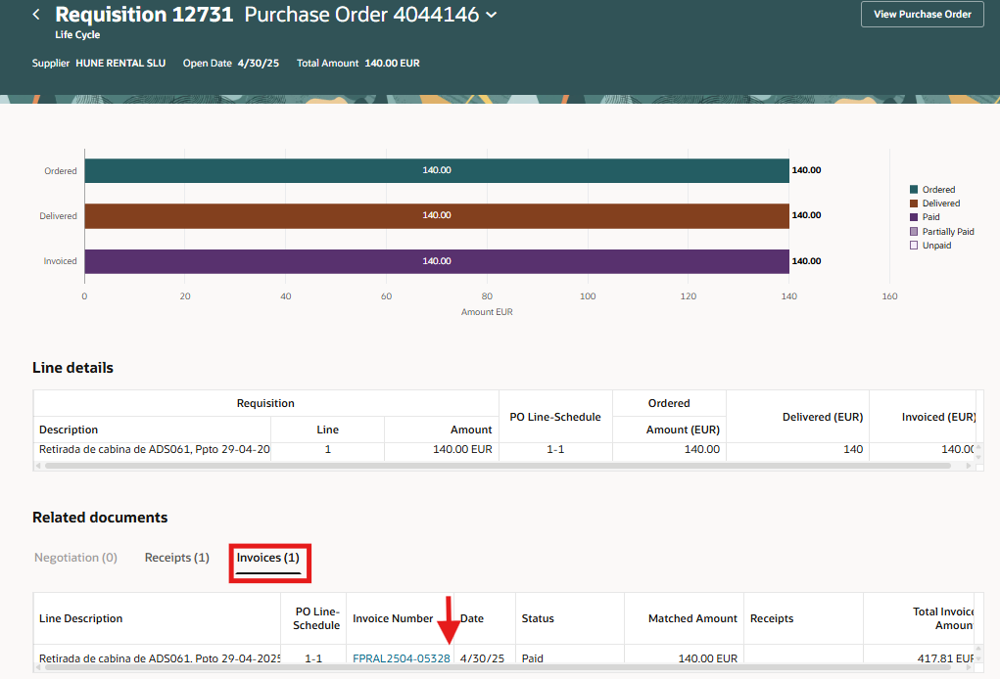 Requisition 12731 Purchase Order 4044146
View Purchase Order
Life Cycle
Supplier HUNE RENTAL SLU Open Date 4/30/25 Total Amount 140.00 EUR
Ordered 140.00 140.00
Delivered 140.00 140.00
Invoiced 140.00 140.00
0 20 40 60 80 100 120 140 160
Amount EUR
Ordered
Delivered
Paid
Partially Paid
Unpaid
Line details
Requisition PO Line-Schedule Ordered Delivered (EUR) Invoiced (EUR)
Description Line Amount Amount (EUR)
Retirada de cabina de ADS061, Ppto 29-04-20 1 140.00 EUR 1-1 140.00 140 140.00
Related documents
Negotiation (0) Receipts (1) Invoices (1)
Line Description PO Line-Schedule Invoice Number Date Status Matched Amount Receipts Total Invoice Amount
Retirada de cabina de ADS061, Ppto 29-04-2025 1-1 FPRAL2504-05328 4/30/25 Paid 140.00 EUR 417.81 EUR